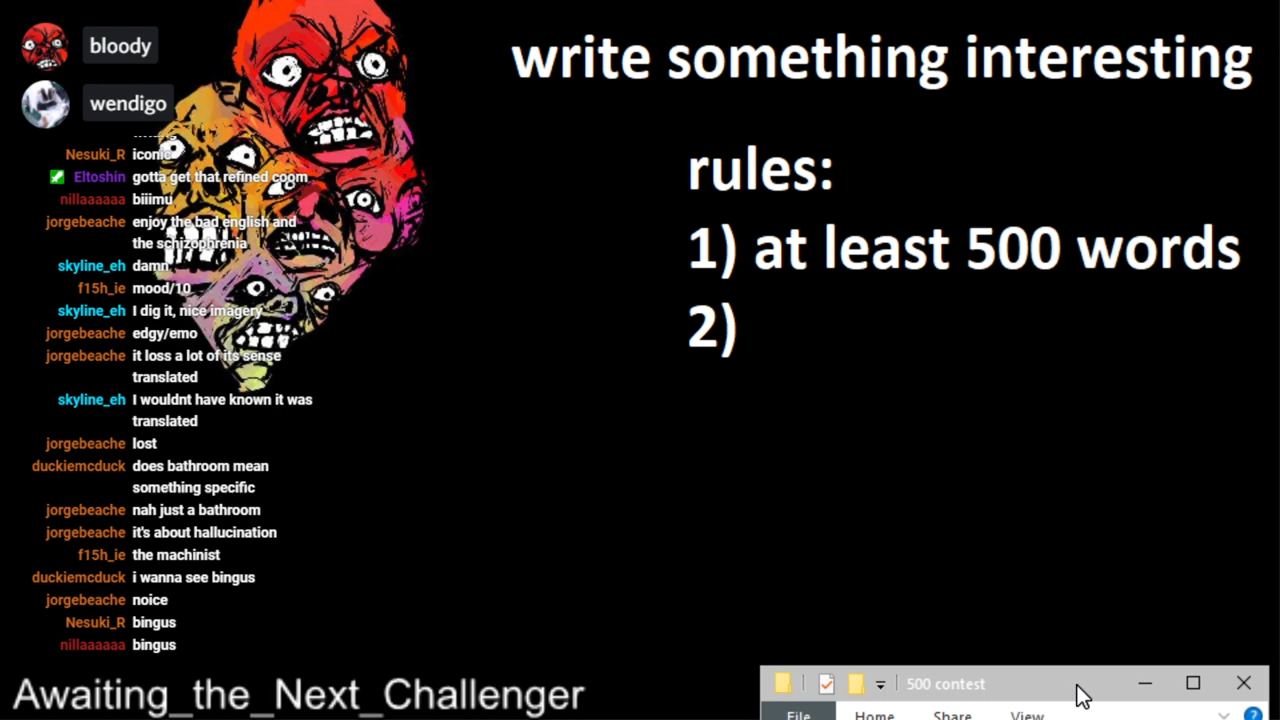 bloody
wendigo
Nesuki_R iconic
Eltoshin gotta get that refined coom
nillaaaaaa biiimu
jorgebeache enjoy the bad english and
the schizophrenia
skyline_eh damn
f15h_ie mood/10
skyline_eh I dig it, nice imagery
jorgebeache edgy/emo
jorgebeache it loss a lot of its sense
translated
skyline_eh I wouldnt have known it was
translated
jorgebeache lost
duckiemcduck does bathroom mean
something specific
jorgebeache nah just a bathroom
jorgebeache it's about hallucination
f15h_ie the machinist
duckiemcduck i wanna see bingus
jorgebeache noice
Nesuki_R bingus
nillaaaaaa bingus
Awaiting_the_Next_Challenger
write something interesting
rules:
1) at least 500 words
2)
500 contest
File Home Share View